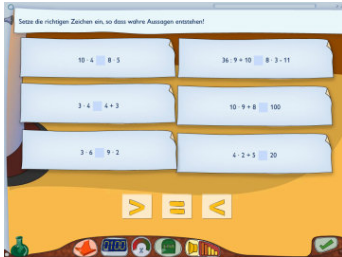 Setze die richtigen Zeichen ein, so dass wahre Aussagen entstehen!
10 · 4 8 · 5
36 : 9 + 10 8 · 3 - 11
3 · 4 4 + 3
10 · 9 + 8 100
3 · 6 9 · 2
4 · 2 + 5 20
> = <